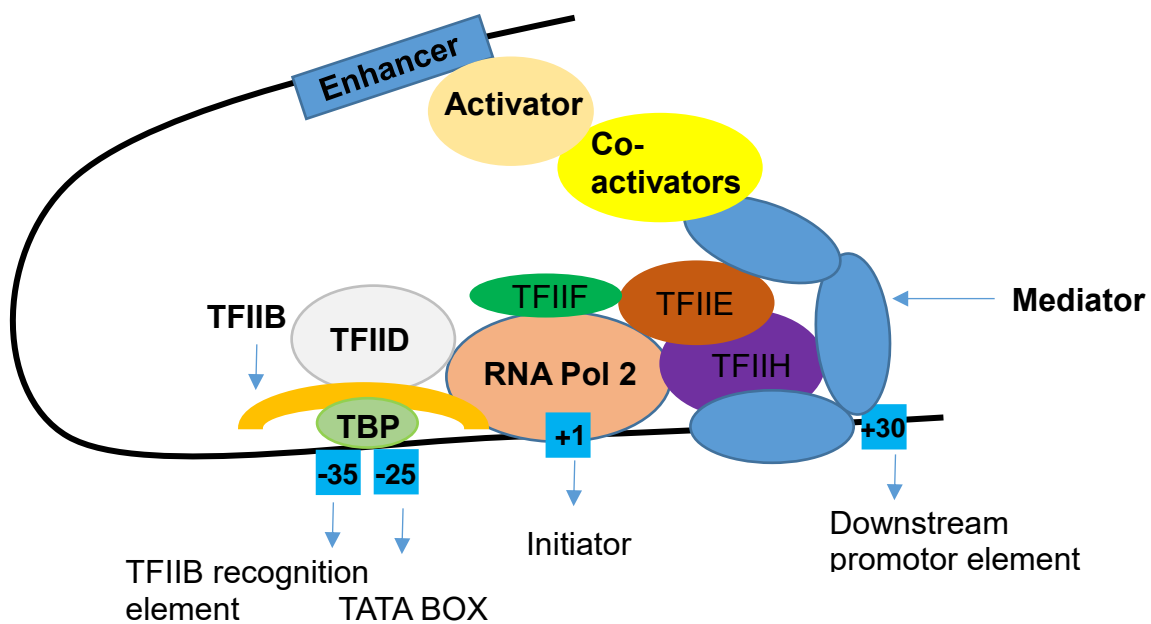 Enhancer
Activator
Co-
activators
TFIIF
TFIIE
Mediator
TFIIB
TFIID
RNA Pol 2
TFIIH
TBP
+1
+30
-35
-25
Initiator
Downstream
promotor element
TFIIB recognition
element
TATA BOX